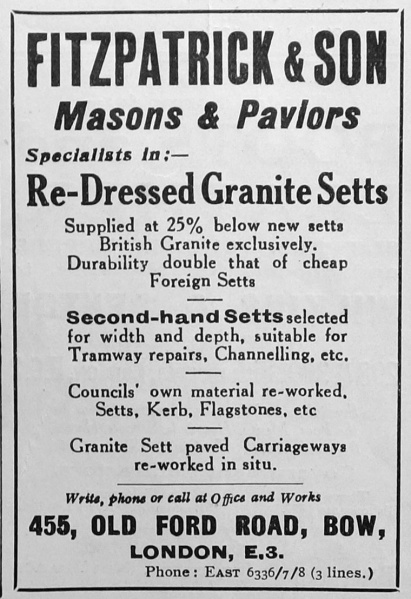 FITZPATRICK & SON
Masons & Paviors
Specialists in:—
Re-Dressed Granite Setts
Supplied at 25% below new setts
British Granite exclusively.
Durability double that of cheap
Foreign Setts
Second-hand Setts selected
for width and depth, suitable for
Tramway repairs, Channelling, etc.
Councils' own material re-worked,
Setts, Kerb, Flagstones, etc
Granite Sett paved Carriageways
re-worked in situ.
Write, phone or call at Office and Works
455, OLD FORD ROAD, BOW,
LONDON, E.3.
Phone: EAST 6336/7/8 (3 lines.)